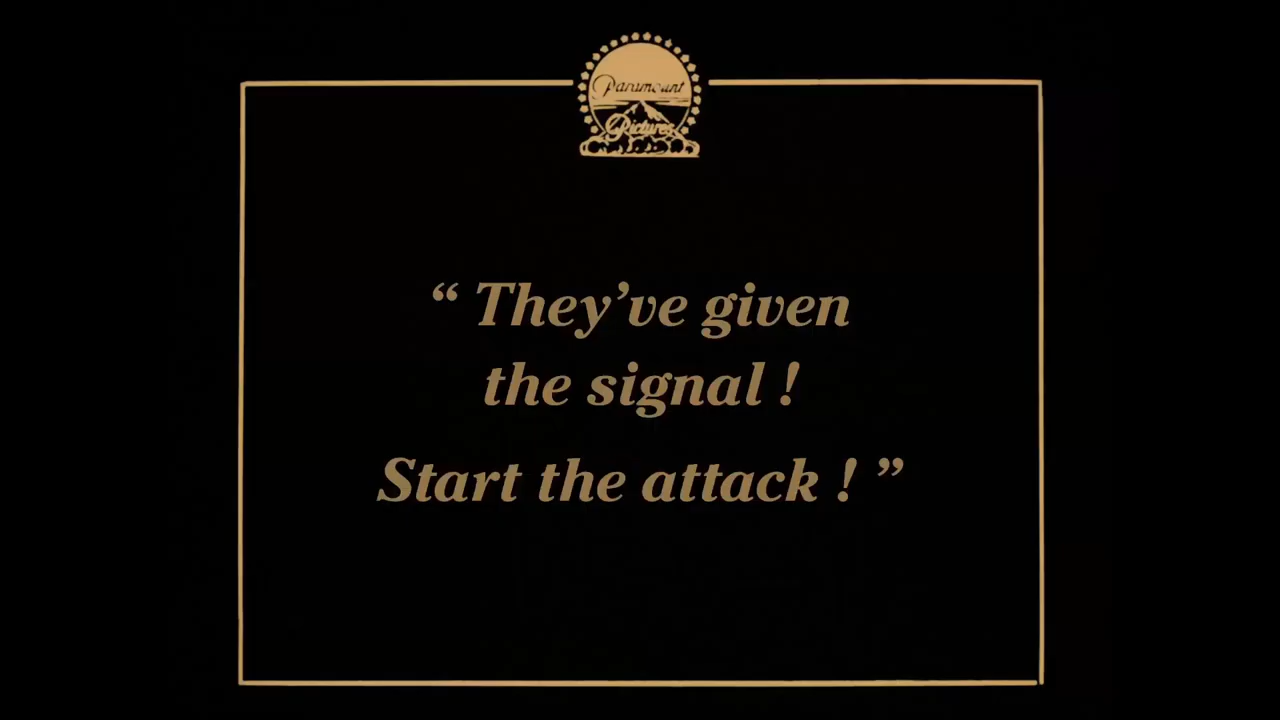 Paramount
Pictures
“ They’ve given
the signal !
Start the attack ! ”